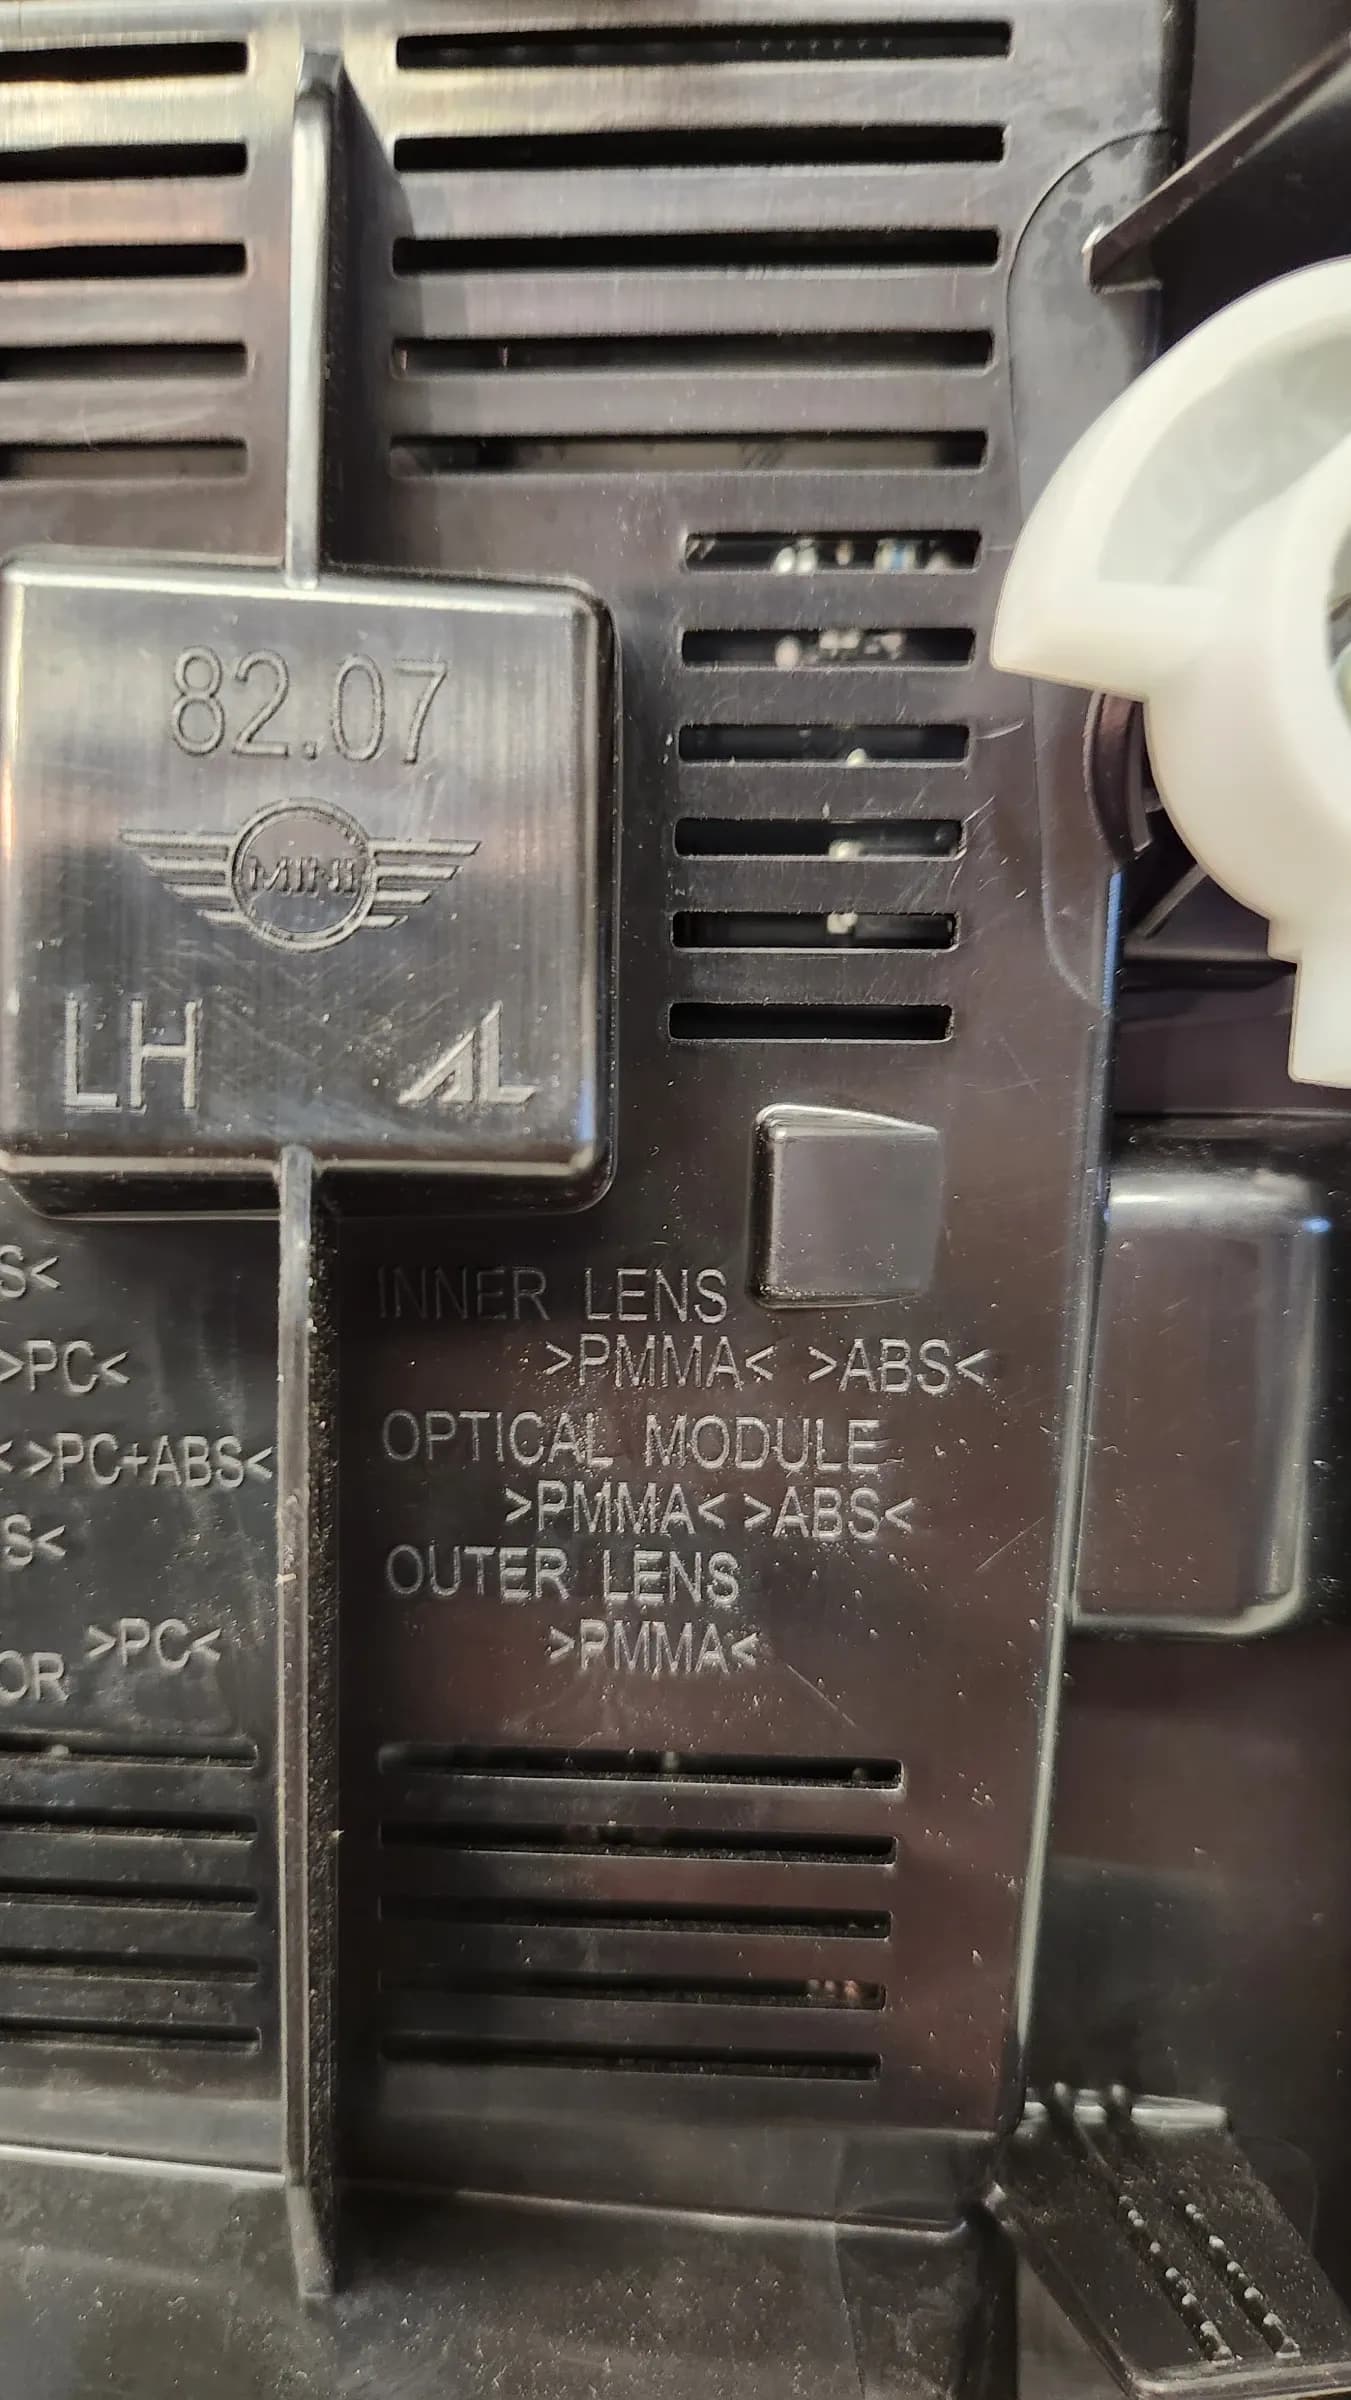 82.07
MINI
LH AL
S<
>PC<
< >PC+ABS<
S<
>PC<
OR
INNER LENS
>PMMA< >ABS<
OPTICAL MODULE
>PMMA< >ABS<
OUTER LENS
>PMMA<